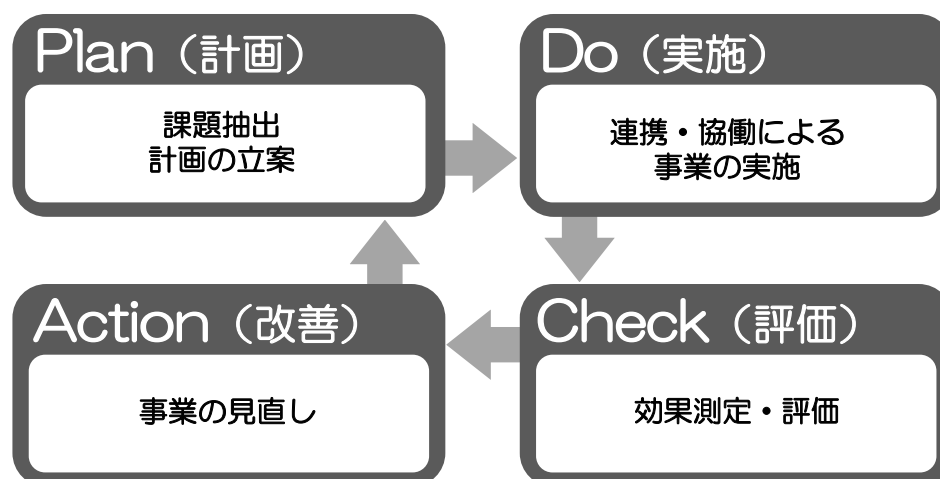 Plan（計画）
課題抽出
計画の立案
Do（実施）
連携・協働による
事業の実施
Action（改善）
事業の見直し
Check（評価）
効果測定・評価